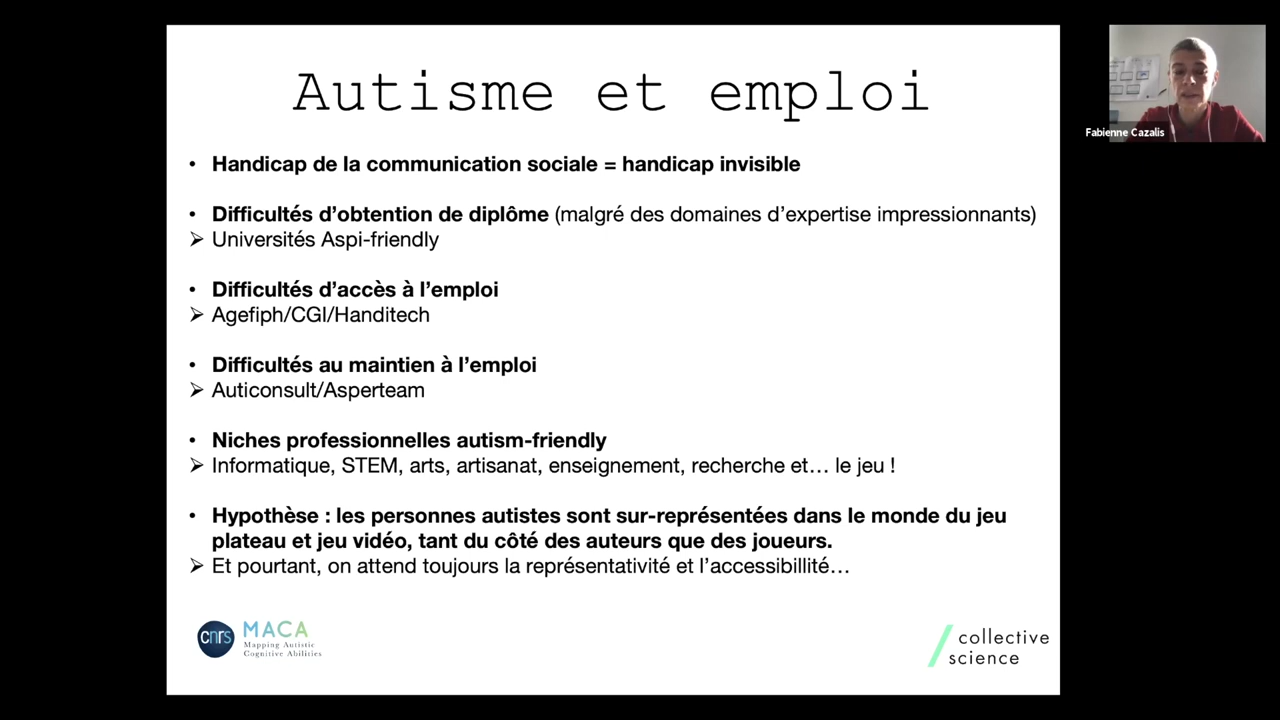 Autisme et emploi
• Handicap de la communication sociale = handicap invisible
• Difficultés d’obtention de diplôme (malgré des domaines d’expertise impressionnants)
➢ Universités Aspi-friendly
• Difficultés d’accès à l’emploi
➢ Agefiph/CGI/Handitech
• Difficultés au maintien à l’emploi
➢ Auticonsult/Asperteam
• Niches professionnelles autism-friendly
➢ Informatique, STEM, arts, artisanat, enseignement, recherche et… le jeu !
• Hypothèse : les personnes autistes sont sur-représentées dans le monde du jeu
plateau et jeu vidéo, tant du côté des auteurs que des joueurs.
➢ Et pourtant, on attend toujours la représentativité et l’accessibillité…
cnrs
MACA
Mapping Autistic
Cognitive Abilities
collective
science
Fabienne Cazalis